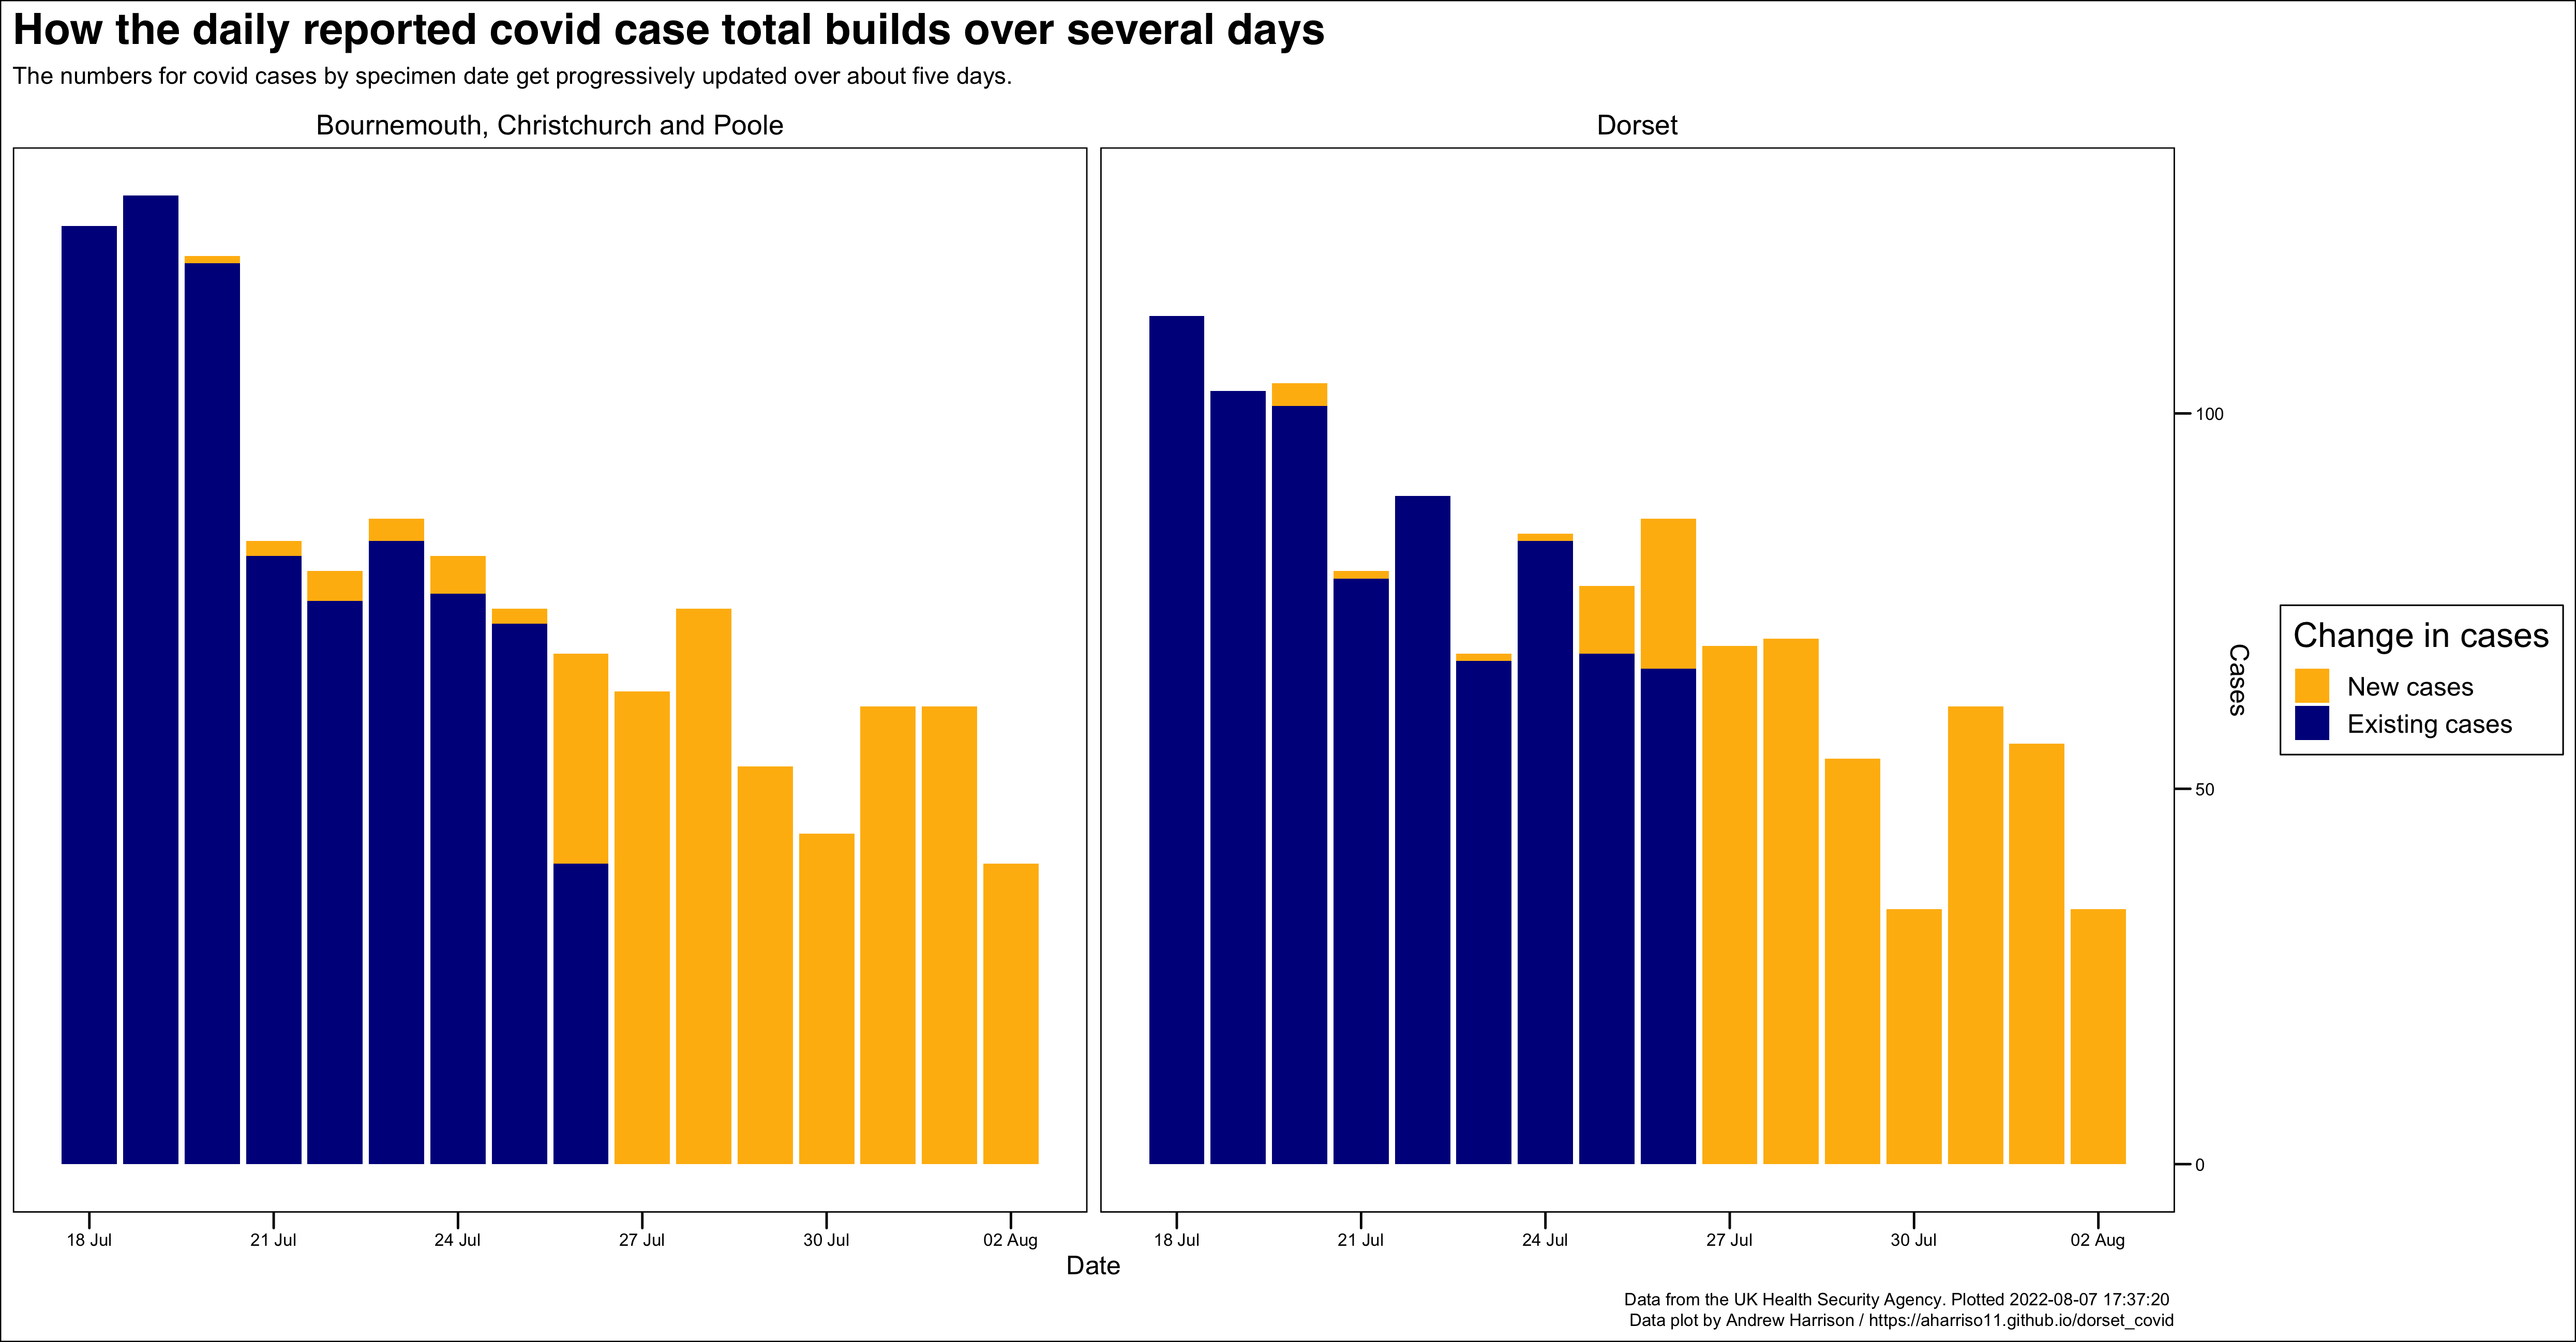 How the daily reported covid case total builds over several days
The numbers for covid cases by specimen date get progressively updated over about five days.
Bournemouth, Christchurch and Poole
Dorset
100
50
0
Cases
Change in cases
New cases
Existing cases
18 Jul
21 Jul
24 Jul
27 Jul
30 Jul
02 Aug
18 Jul
21 Jul
24 Jul
27 Jul
30 Jul
02 Aug
Date
Data from the UK Health Security Agency. Plotted 2022-08-07 17:37:20
Data plot by Andrew Harrison / https://aharriso11.github.io/dorset_covid